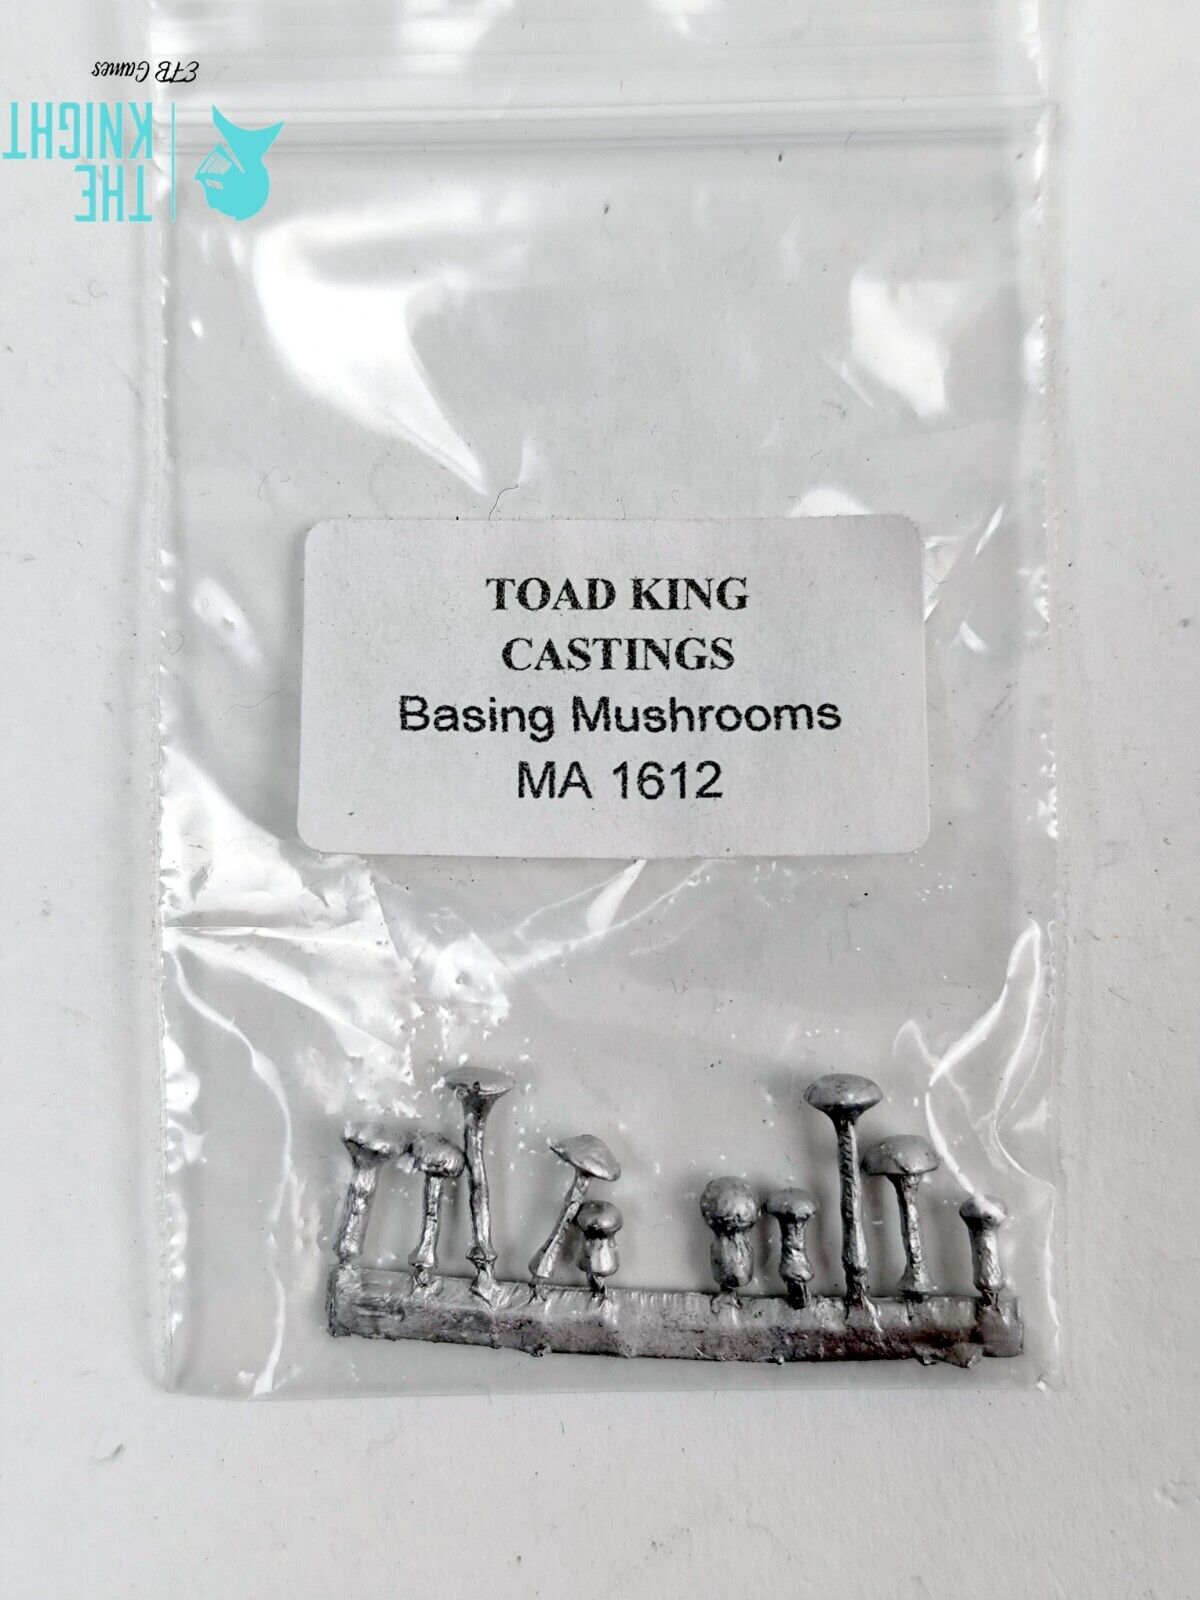 ETB Games
THE
KNIGHT
TOAD KING
CASTINGS
Basing Mushrooms
MA 1612